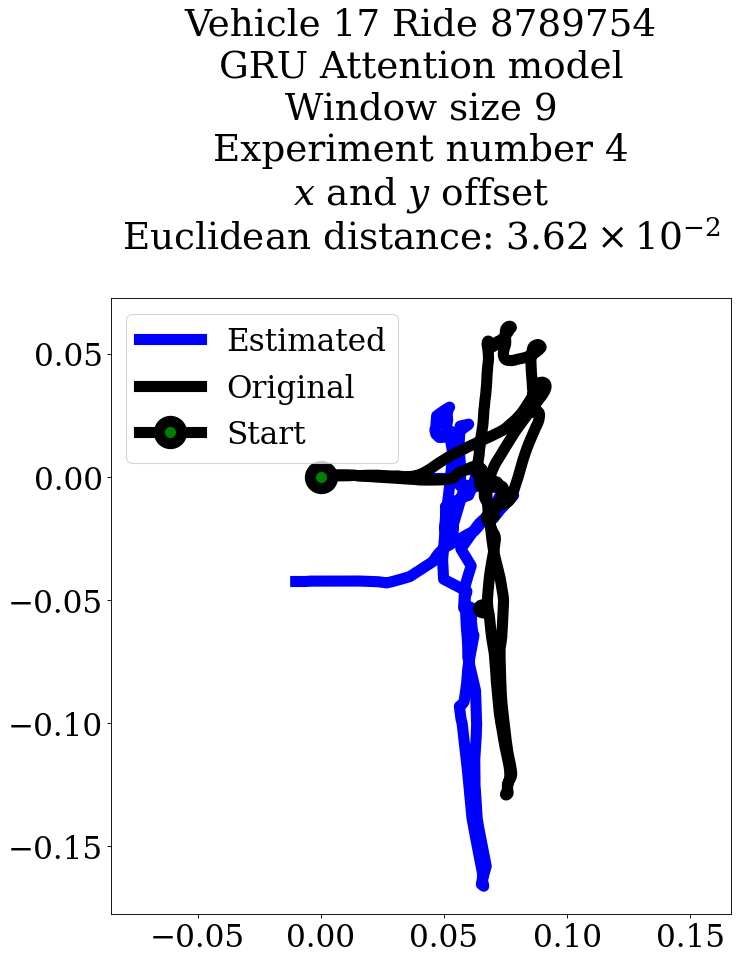 Vehicle 17 Ride 8789754
GRU Attention model
Window size 9
Experiment number 4
x and y offset
Euclidean distance: 3.62 × 10⁻²
Estimated
Original
Start
0.05
0.00
−0.05
−0.10
−0.15
−0.05 0.00 0.05 0.10 0.15